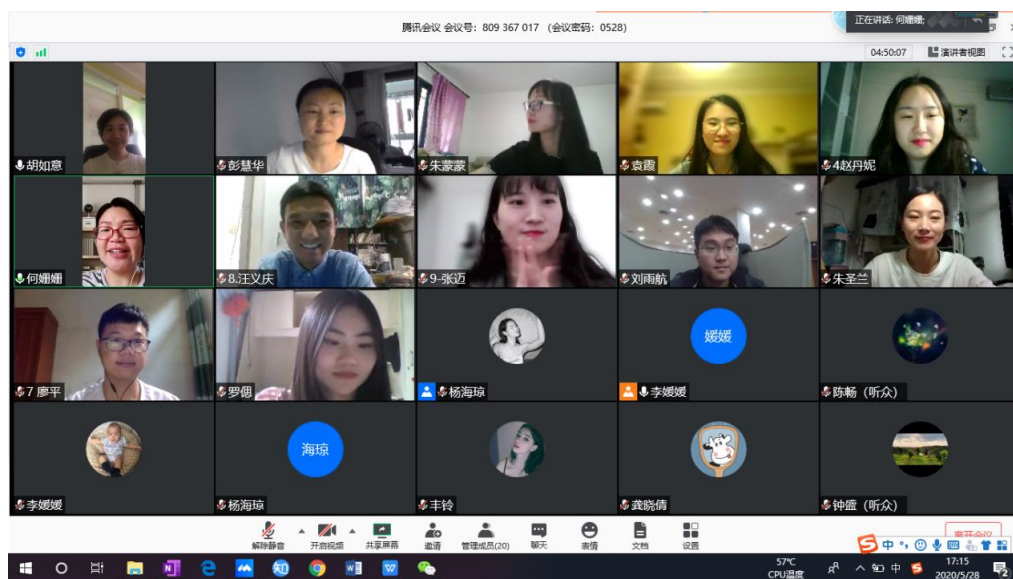 腾讯会议 会议号：809 367 017 （会议密码：0528）
正在讲话: 何姗姗;
04:50:07 演讲者视图
胡如意
彭慧华
朱蒙蒙
袁霞
4赵丹妮
何姗姗
8.汪义庆
9-张迈
刘雨航
朱圣兰
7 廖平
罗偲
杨海琼
媛媛
李媛媛
陈畅（听众）
李媛媛
海琼
杨海琼
丰铃
龚晓倩
钟盛（听众）
解除静音 开启视频 共享屏幕 邀请 管理成员(20) 聊天 表情 文档 设置
离开会议
中
57℃
CPU温度
中
17:15
2020/5/28